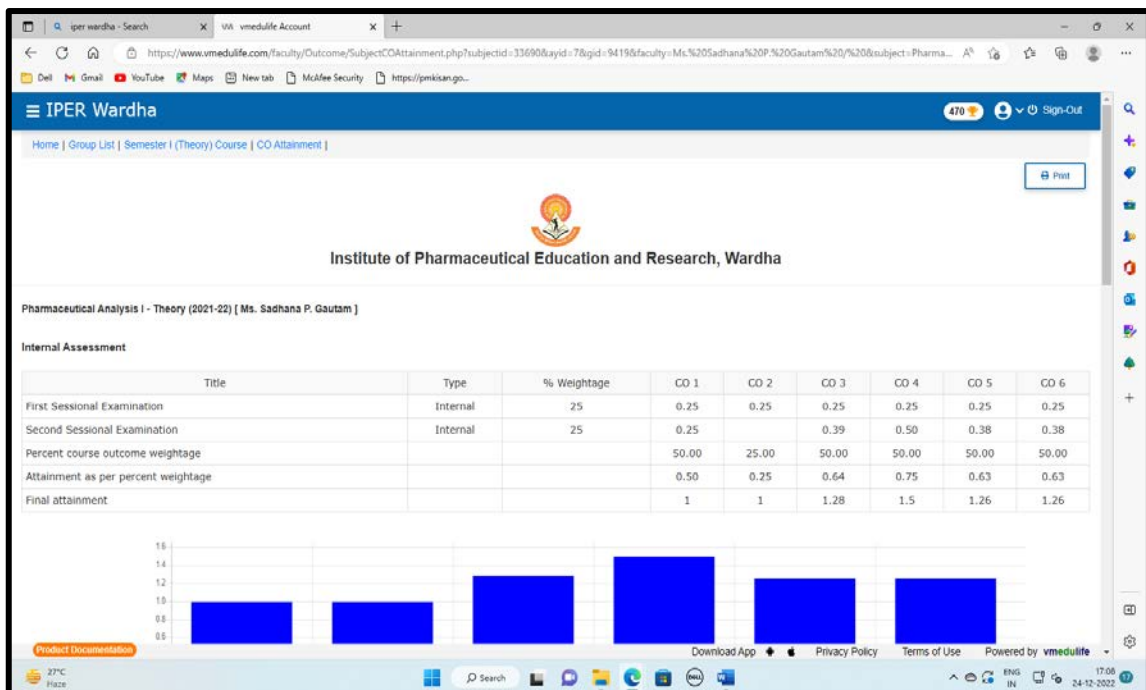 iper wardha - Search
vmedulife Account
https://www.vmedulife.com/faculty/Outcome/SubjectCOAttainment.php?subjectid=33690&ayid=7&qid=9419&faculty=Ms.%20Sadhana%20P.%20Gautam%20/%20&subject=Pharma...
Dell Gmail YouTube Maps New tab McAfee Security https://pmkisan.go...
IPER Wardha 470 Sign-Out
Home | Group List | Semester I (Theory) Course | CO Attainment |
Print
Institute of Pharmaceutical Education and Research, Wardha
Pharmaceutical Analysis I - Theory (2021-22) [ Ms. Sadhana P. Gautam ]
Internal Assessment
Title Type % Weightage CO 1 CO 2 CO 3 CO 4 CO 5 CO 6
First Sessional Examination Internal 25 0.25 0.25 0.25 0.25 0.25 0.25
Second Sessional Examination Internal 25 0.25 0.39 0.50 0.38 0.38
Percent course outcome weightage 50.00 25.00 50.00 50.00 50.00 50.00
Attainment as per percent weightage 0.50 0.25 0.64 0.75 0.63 0.63
Final attainment 1 1 1.28 1.5 1.26 1.26
1.6
1.4
1.2
1.0
0.8
0.6
Product Documentation Download App Privacy Policy Terms of Use Powered by vmedulife
27°C
Haze
Search
ENG
IN
17:08
24-12-2022